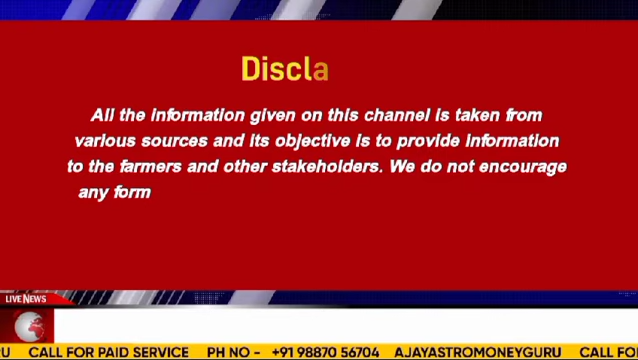 Discla
All the information given on this channel is taken from
various sources and its objective is to provide information
to the farmers and other stakeholders. We do not encourage
any form
LIVE NEWS
U CALL FOR PAID SERVICE PH NO - +91 98870 56704 AJAYASTROMONEYGURU CALL FO